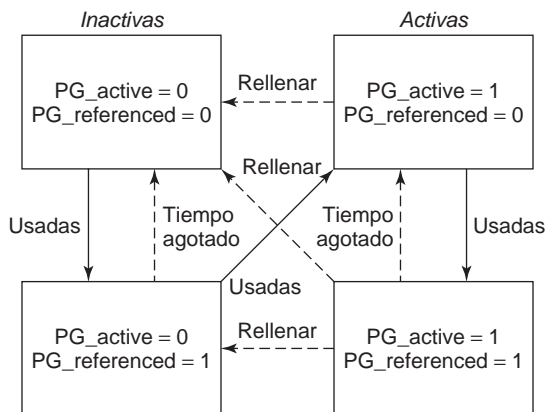 Inactivas
Activas
PG_active = 0
PG_referenced = 0
Rellenar
PG_active = 1
PG_referenced = 0
Rellenar
Usadas
Tiempo
agotado
Tiempo
agotado
Usadas
Usadas
PG_active = 0
PG_referenced = 1
Rellenar
PG_active = 1
PG_referenced = 1